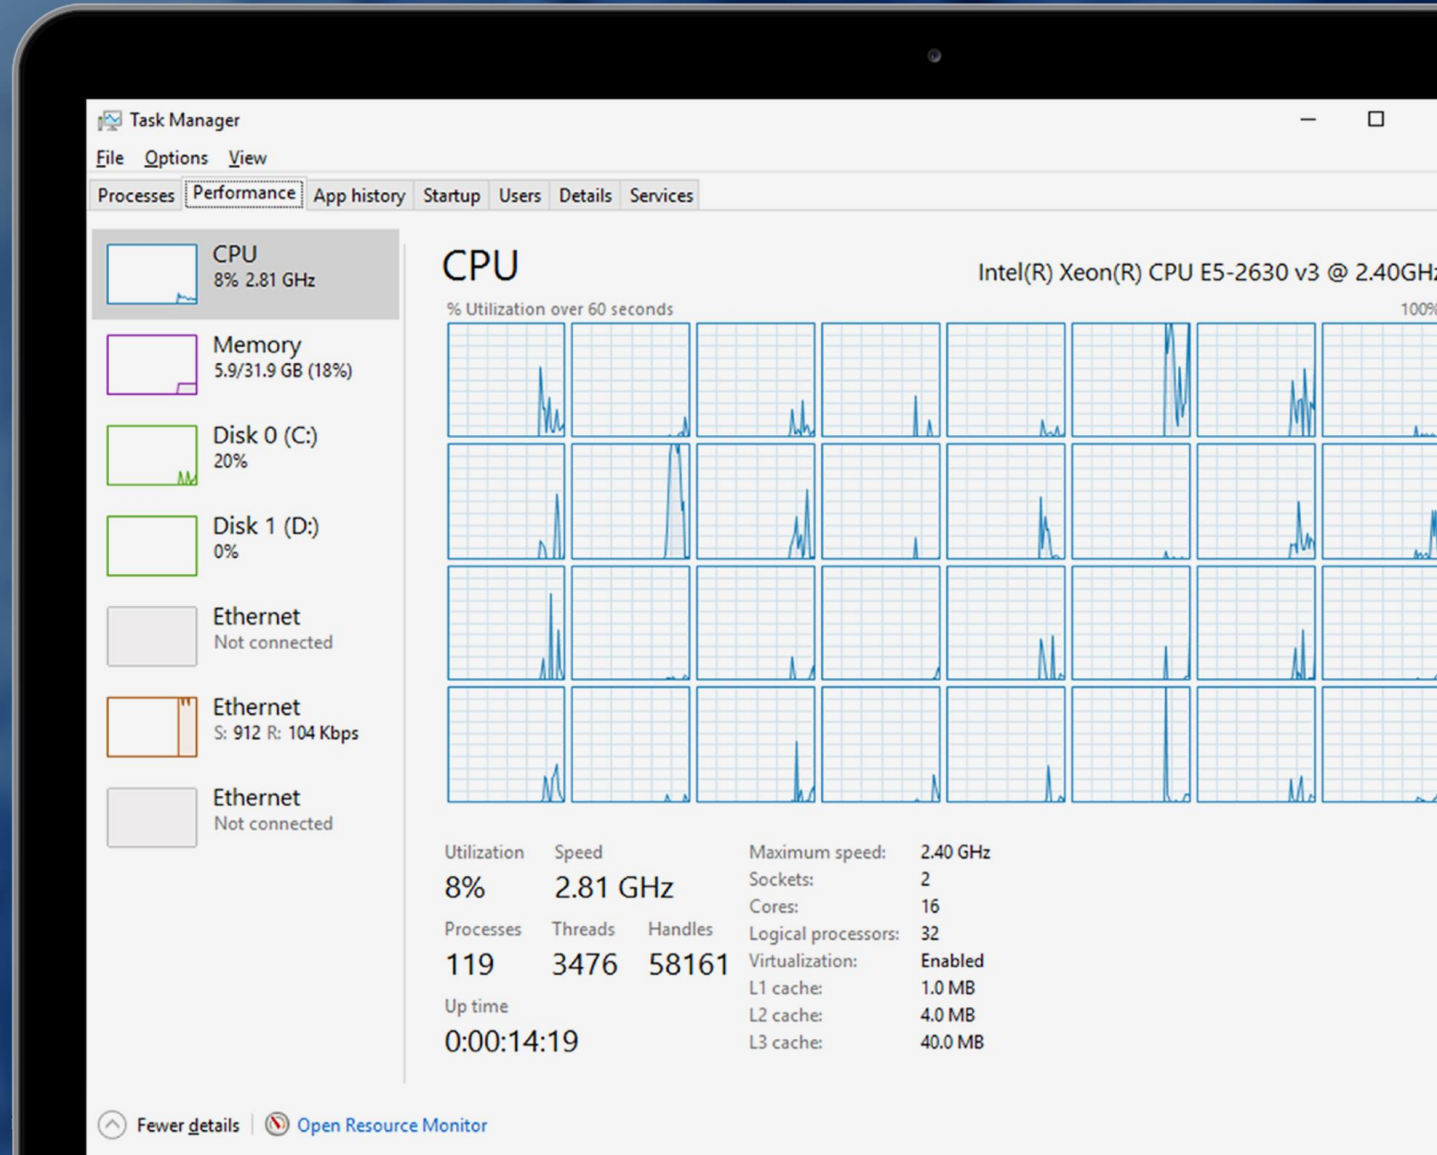 Task Manager
File Options View
Processes Performance App history Startup Users Details Services
CPU
8% 2.81 GHz
Memory
5.9/31.9 GB (18%)
Disk 0 (C:)
20%
Disk 1 (D:)
0%
Ethernet
Not connected
Ethernet
S: 912 R: 104 Kbps
Ethernet
Not connected
CPU
Intel(R) Xeon(R) CPU E5-2630 v3 @ 2.40GHz
% Utilization over 60 seconds
100%
Utilization Speed
8% 2.81 GHz
Processes Threads Handles
119 3476 58161
Up time
0:00:14:19
Maximum speed: 2.40 GHz
Sockets: 2
Cores: 16
Logical processors: 32
Virtualization: Enabled
L1 cache: 1.0 MB
L2 cache: 4.0 MB
L3 cache: 40.0 MB
Fewer details
Open Resource Monitor